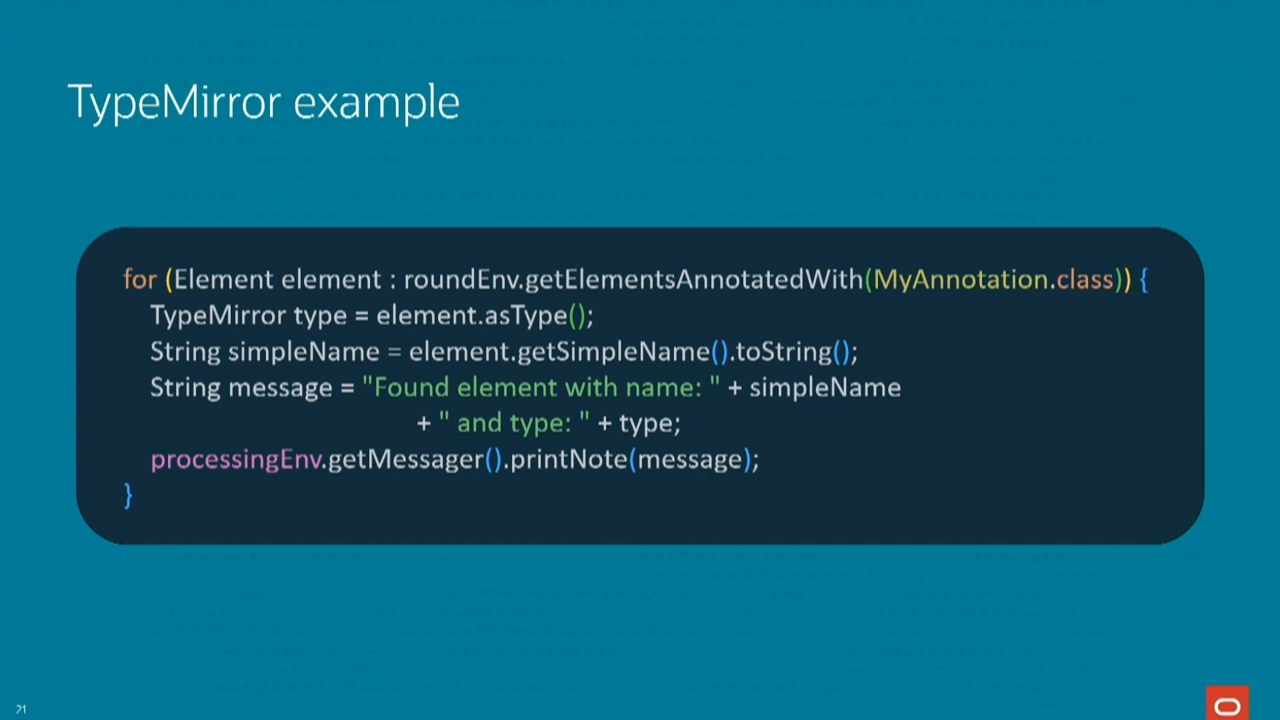 TypeMirror example
for (Element element : roundEnv.getElementsAnnotatedWith(MyAnnotation.class)) {
TypeMirror type = element.asType();
String simpleName = element.getSimpleName().toString();
String message = "Found element with name: " + simpleName
+ " and type: " + type;
processingEnv.getMessager().printNote(message);
}
21